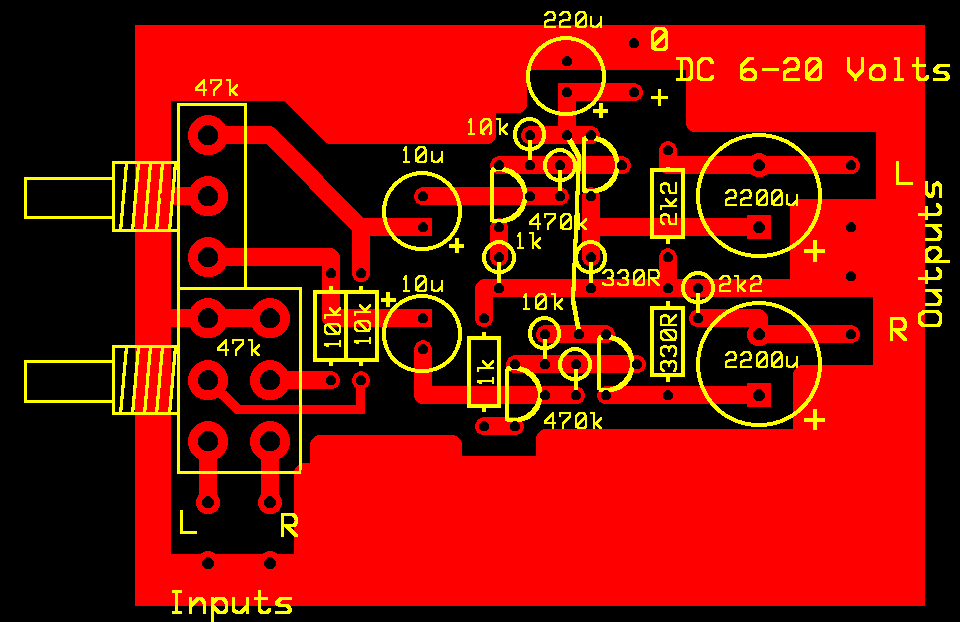 220u
0
DC 6-20 Volts
+
+
47k
10k
10u
L
2k2
2200u
470k
+
1k
+
330R
2k2
Outputs
10u
+
10k
10k
10k
47k
R
330R
2200u
1k
470k
+
L
R
Inputs